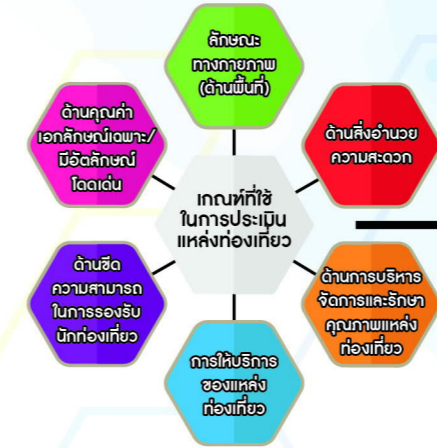 ลักษณะ
ทางกายภาพ
(ด้านพื้นที่)
ด้านคุณค่า
เอกลักษณ์เฉพาะ/
มีอัตลักษณ์
โดดเด่น
ด้านสิ่งอำนวย
ความสะดวก
เกณฑ์ที่ใช้
ในการประเมิน
แหล่งท่องเที่ยว
ด้านขีด
ความสามารถ
ในการรองรับ
นักท่องเที่ยว
ด้านการบริหาร
จัดการและรักษา
คุณภาพแหล่ง
ท่องเที่ยว
การให้บริการ
ของแหล่ง
ท่องเที่ยว